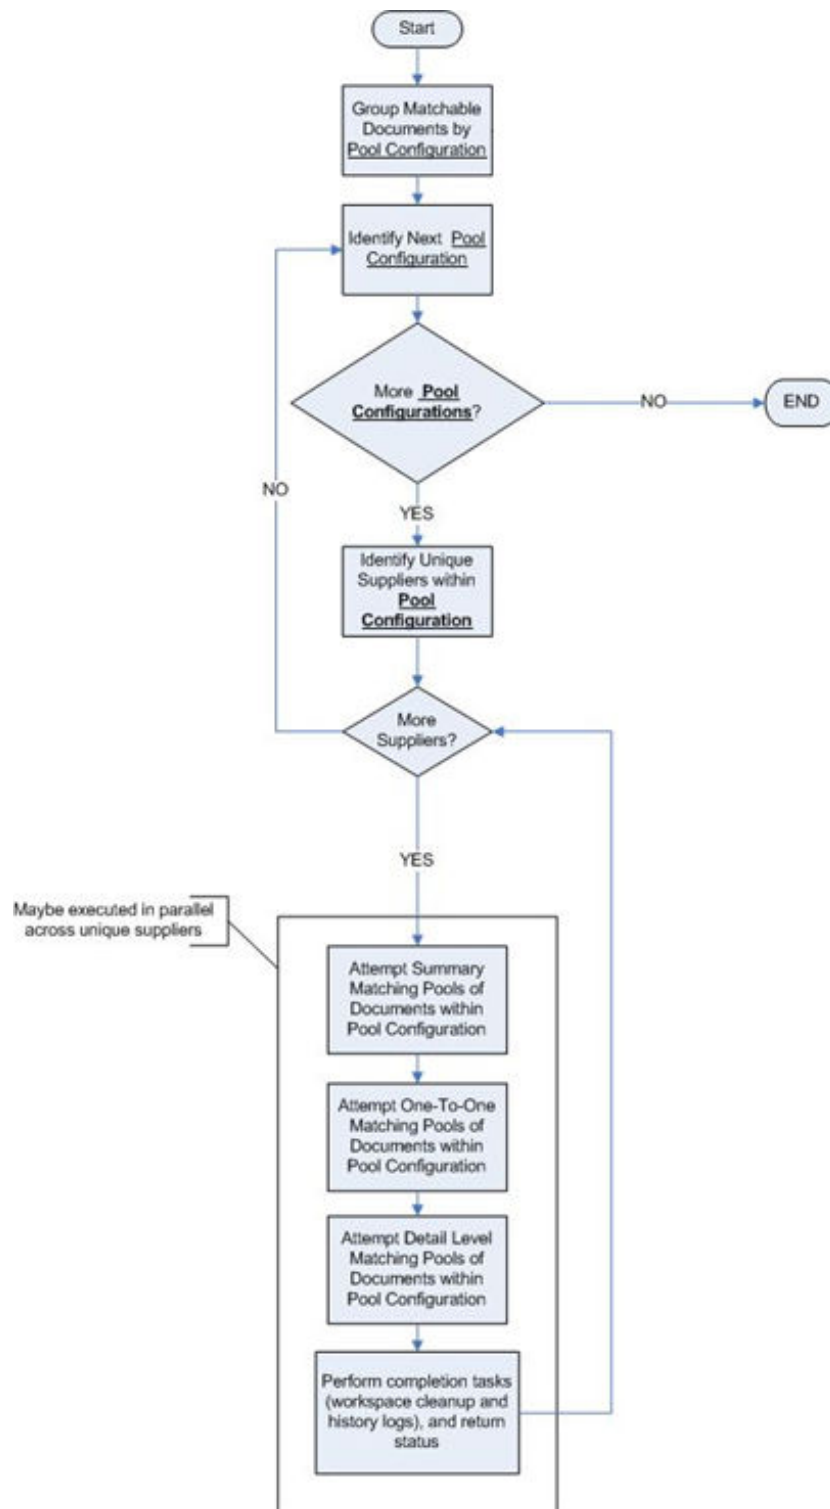 Start
Group Matchable
Documents by
Pool Configuration
Identify Next Pool
Configuration
More Pool
Configurations?
NO
END
NO
YES
Identify Unique
Suppliers within
Pool
Configuration
More
Suppliers?
YES
Maybe executed in parallel
across unique suppliers
Attempt Summary
Matching Pools of
Documents within
Pool Configuration
Attempt One-To-One
Matching Pools of
Documents within
Pool Configuration
Attempt Detail Level
Matching Pools of
Documents within
Pool Configuration
Perform completion tasks
(workspace cleanup and
history logs), and return
status